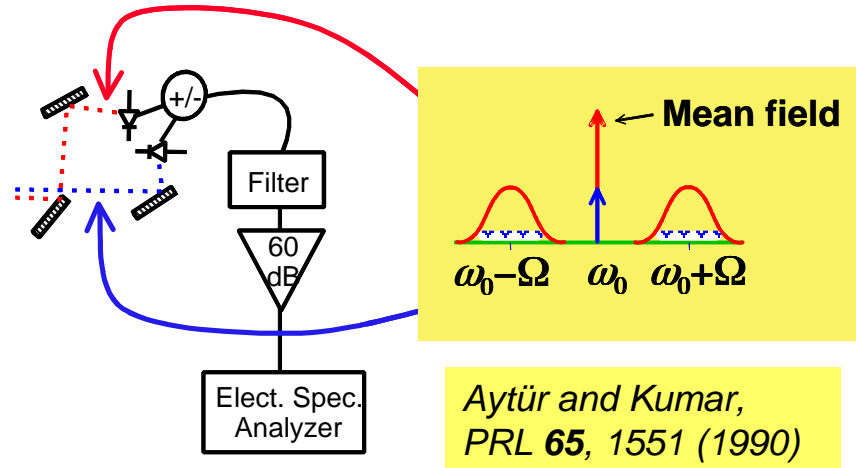 +/-
Mean field
Filter
60
dB
ω₀−Ω ω₀ ω₀+Ω
Elect. Spec.
Analyzer
Aytür and Kumar,
PRL 65, 1551 (1990)